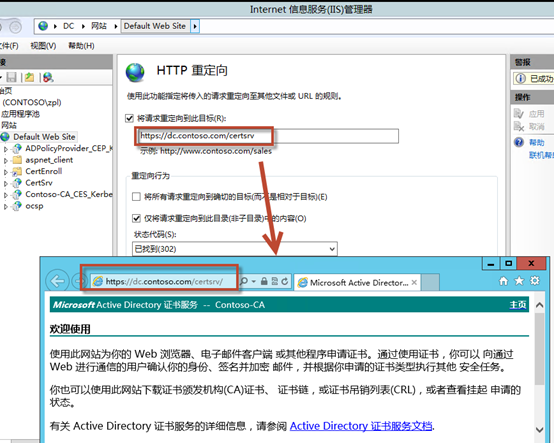 Internet 信息服务(IIS)管理器
DC ▸ 网站 ▸ Default Web Site ▸
文件(F) 视图(V) 帮助(H)
(CONTOSO\zpl)
应用程序池
网站
Default Web Site
ADPolicyProvider_CEP_K
aspnet_client
CertEnroll
CertSrv
Contoso-CA_CES_Kerbe
ocsp
HTTP 重定向
使用此功能指定将传入的请求重定向至其他文件或 URL 的规则。
将请求重定向到此目标(R):
https://dc.contoso.com/certsrv
示例: http://www.contoso.com/sales
重定向行为
将所有请求重定向到确切的目标(而不是相对于目标)(E)
仅将请求重定向到此目录(非子目录)中的内容(O)
状态代码(S):
已找到(302)
警报
已成功
操作
应用
取消
帮助
联机帮
https://dc.contoso.com/certsrv/
Microsoft Active Director...
Microsoft Active Directory 证书服务 -- Contoso-CA
主页
欢迎使用
使用此网站为你的 Web 浏览器、电子邮件客户端 或其他程序申请证书。通过使用证书，你可以 向通过
Web 进行通信的用户确认你的身份、签名并加密 邮件，并根据你申请的证书类型执行其他 安全任务。
你也可以使用此网站下载证书颁发机构(CA)证书、 证书链，或证书吊销列表(CRL)，或者查看挂起 申请的
状态。
有关 Active Directory 证书服务的详细信息，请参阅 Active Directory 证书服务文档.